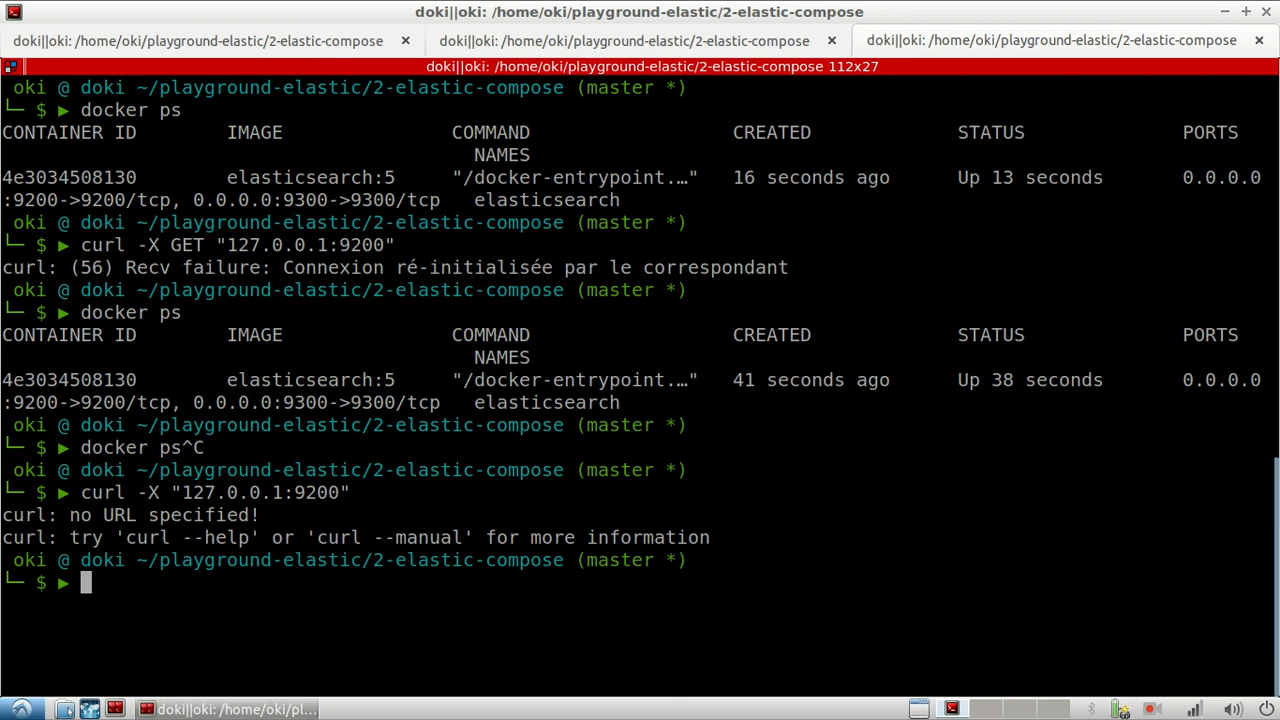 doki||oki: /home/oki/playground-elastic/2-elastic-compose
doki||oki: /home/oki/playground-elastic/2-elastic-compose
doki||oki: /home/oki/playground-elastic/2-elastic-compose
doki||oki: /home/oki/playground-elastic/2-elastic-compose
doki||oki: /home/oki/playground-elastic/2-elastic-compose 112x27
oki @ doki ~/playground-elastic/2-elastic-compose (master *)
└─ $ ▶ docker ps
CONTAINER ID        IMAGE               COMMAND                  CREATED             STATUS              PORTS
NAMES
4e3034508130        elasticsearch:5     "/docker-entrypoint.…"   16 seconds ago      Up 13 seconds       0.0.0.0
:9200->9200/tcp, 0.0.0.0:9300->9300/tcp   elasticsearch
oki @ doki ~/playground-elastic/2-elastic-compose (master *)
└─ $ ▶ curl -X GET "127.0.0.1:9200"
curl: (56) Recv failure: Connexion ré-initialisée par le correspondant
oki @ doki ~/playground-elastic/2-elastic-compose (master *)
└─ $ ▶ docker ps
CONTAINER ID        IMAGE               COMMAND                  CREATED             STATUS              PORTS
NAMES
4e3034508130        elasticsearch:5     "/docker-entrypoint.…"   41 seconds ago      Up 38 seconds       0.0.0.0
:9200->9200/tcp, 0.0.0.0:9300->9300/tcp   elasticsearch
oki @ doki ~/playground-elastic/2-elastic-compose (master *)
└─ $ ▶ docker ps^C
oki @ doki ~/playground-elastic/2-elastic-compose (master *)
└─ $ ▶ curl -X "127.0.0.1:9200"
curl: no URL specified!
curl: try 'curl --help' or 'curl --manual' for more information
oki @ doki ~/playground-elastic/2-elastic-compose (master *)
└─ $ ▶
doki||oki: /home/oki/pl...